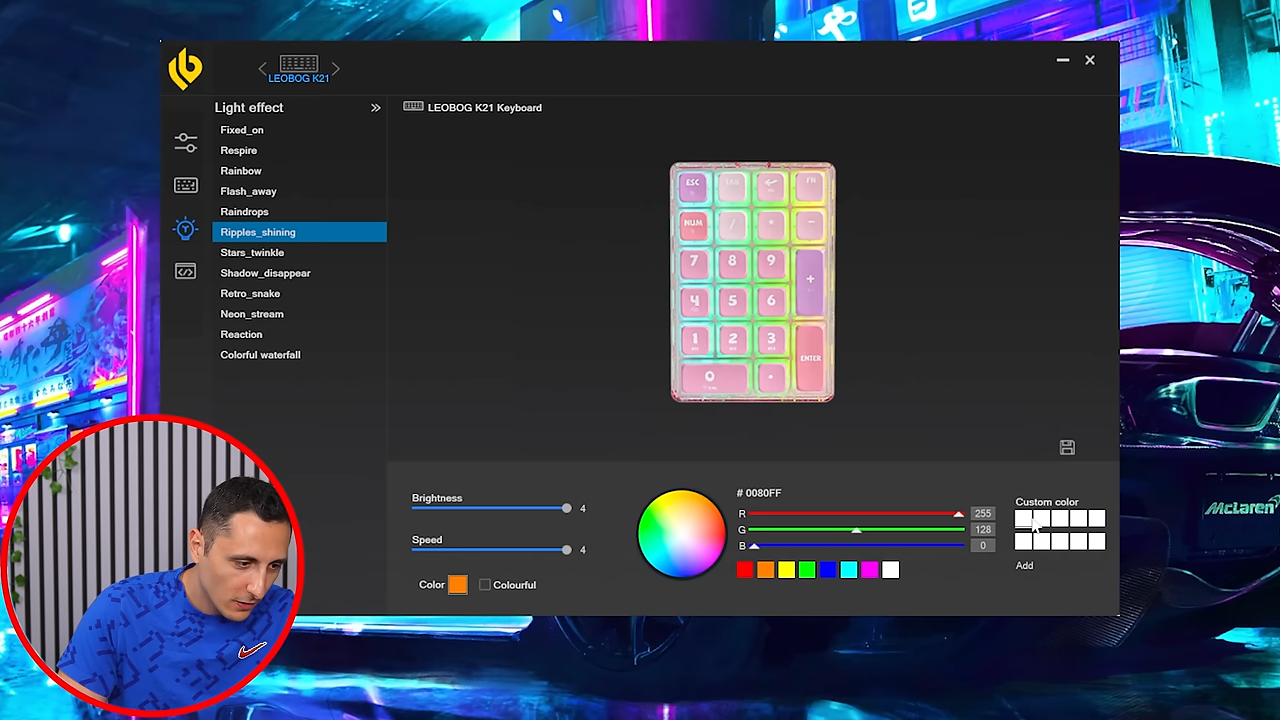 LEOBOG K21
Light effect
LEOBOG K21 Keyboard
Fixed_on
Respire
Rainbow
Flash_away
Raindrops
Ripples_shining
Stars_twinkle
Shadow_disappear
Retro_snake
Neon_stream
Reaction
Colorful waterfall
ESC
TAB
FN
NUM
/
*
-
7
8
9
+
4
5
6
1
2
3
ENTER
0
.
Brightness
4
Speed
4
Color
Colourful
# 0080FF
R
255
G
128
B
0
Custom color
Add
McLaren